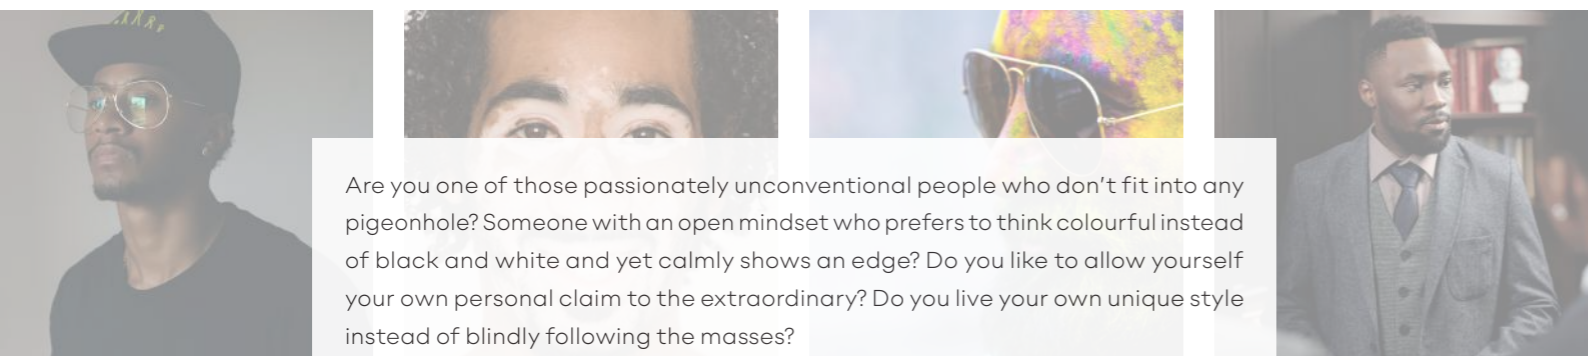 Are you one of those passionately unconventional people who don’t fit into any
pigeonhole? Someone with an open mindset who prefers to think colourful instead
of black and white and yet calmly shows an edge? Do you like to allow yourself
your own personal claim to the extraordinary? Do you live your own unique style
instead of blindly following the masses?